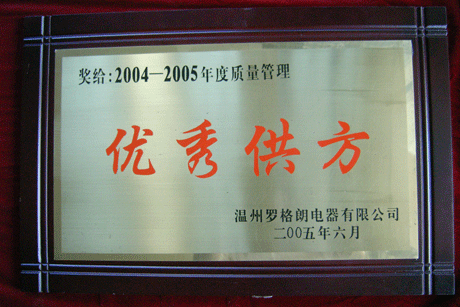 奖给:2004—2005年度质量管理
优秀供方
温州罗格朗电器有限公司
二00五年六月